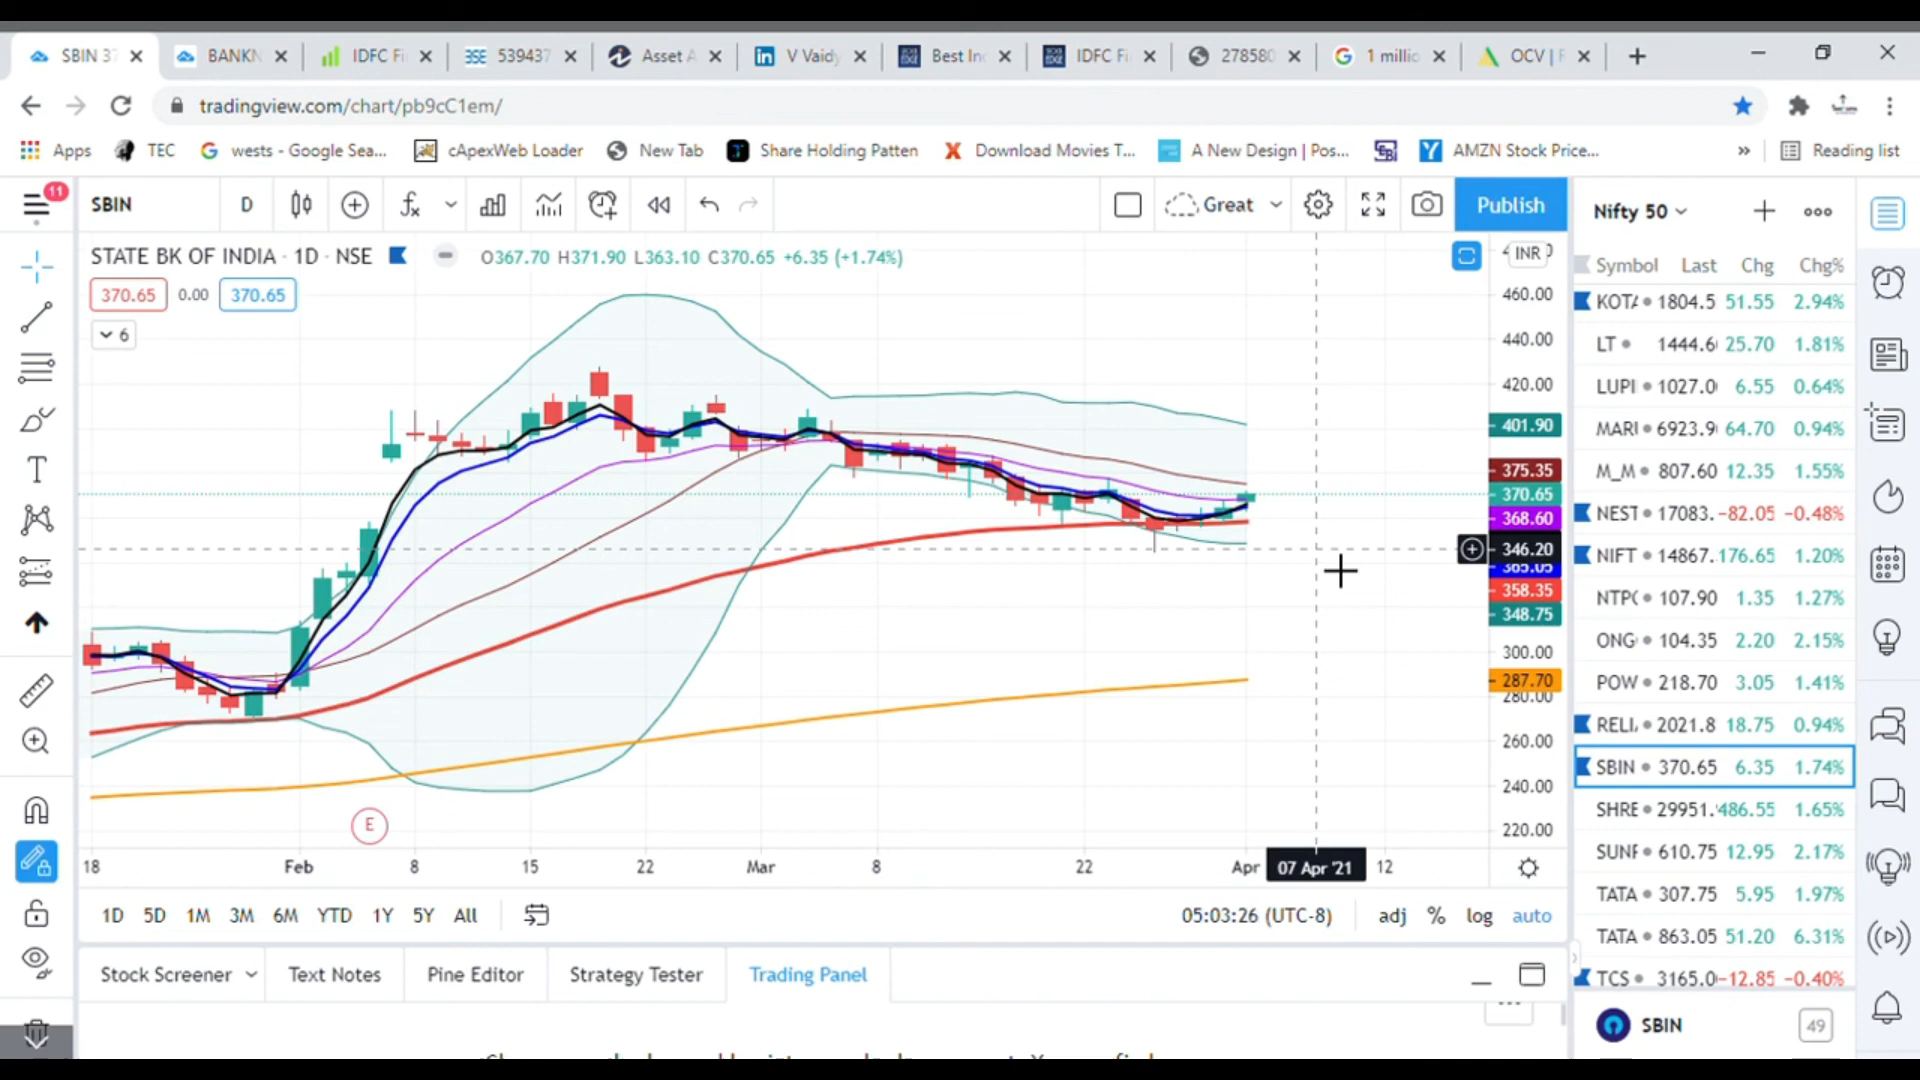 SBIN 37 BANKN IDFC Fi 539437 Asset A V Vaidy Best Inc IDFC Fi 278580 1 millio OCV | F
tradingview.com/chart/pb9cC1em/
Apps TEC wests - Google Sea... cApexWeb Loader New Tab Share Holding Patten Download Movies T... A New Design | Pos... AMZN Stock Price... » Reading list
11
SBIN D Great Publish
Nifty 50
STATE BK OF INDIA · 1D · NSE O367.70 H371.90 L363.10 C370.65 +6.35 (+1.74%)
INR
370.65 0.00 370.65
6
460.00
440.00
420.00
401.90
375.35
370.65
368.60
346.20
365.05
358.35
348.75
300.00
287.70
280.00
260.00
240.00
220.00
E
18 Feb 8 15 22 Mar 8 22 Apr 07 Apr '21 12
1D 5D 1M 3M 6M YTD 1Y 5Y All 05:03:26 (UTC-8) adj % log auto
Stock Screener Text Notes Pine Editor Strategy Tester Trading Panel
Symbol Last Chg Chg%
KOTA 1804.5 51.55 2.94%
LT 1444.6 25.70 1.81%
LUPI 1027.0 6.55 0.64%
MARI 6923.9 64.70 0.94%
M_M 807.60 12.35 1.55%
NEST 17083. -82.05 -0.48%
NIFT 14867. 176.65 1.20%
NTPC 107.90 1.35 1.27%
ONG 104.35 2.20 2.15%
POW 218.70 3.05 1.41%
RELI 2021.8 18.75 0.94%
SBIN 370.65 6.35 1.74%
SHRE 29951. 486.55 1.65%
SUNF 610.75 12.95 2.17%
TATA 307.75 5.95 1.97%
TATA 863.05 51.20 6.31%
TCS 3165.0 -12.85 -0.40%
SBIN 49